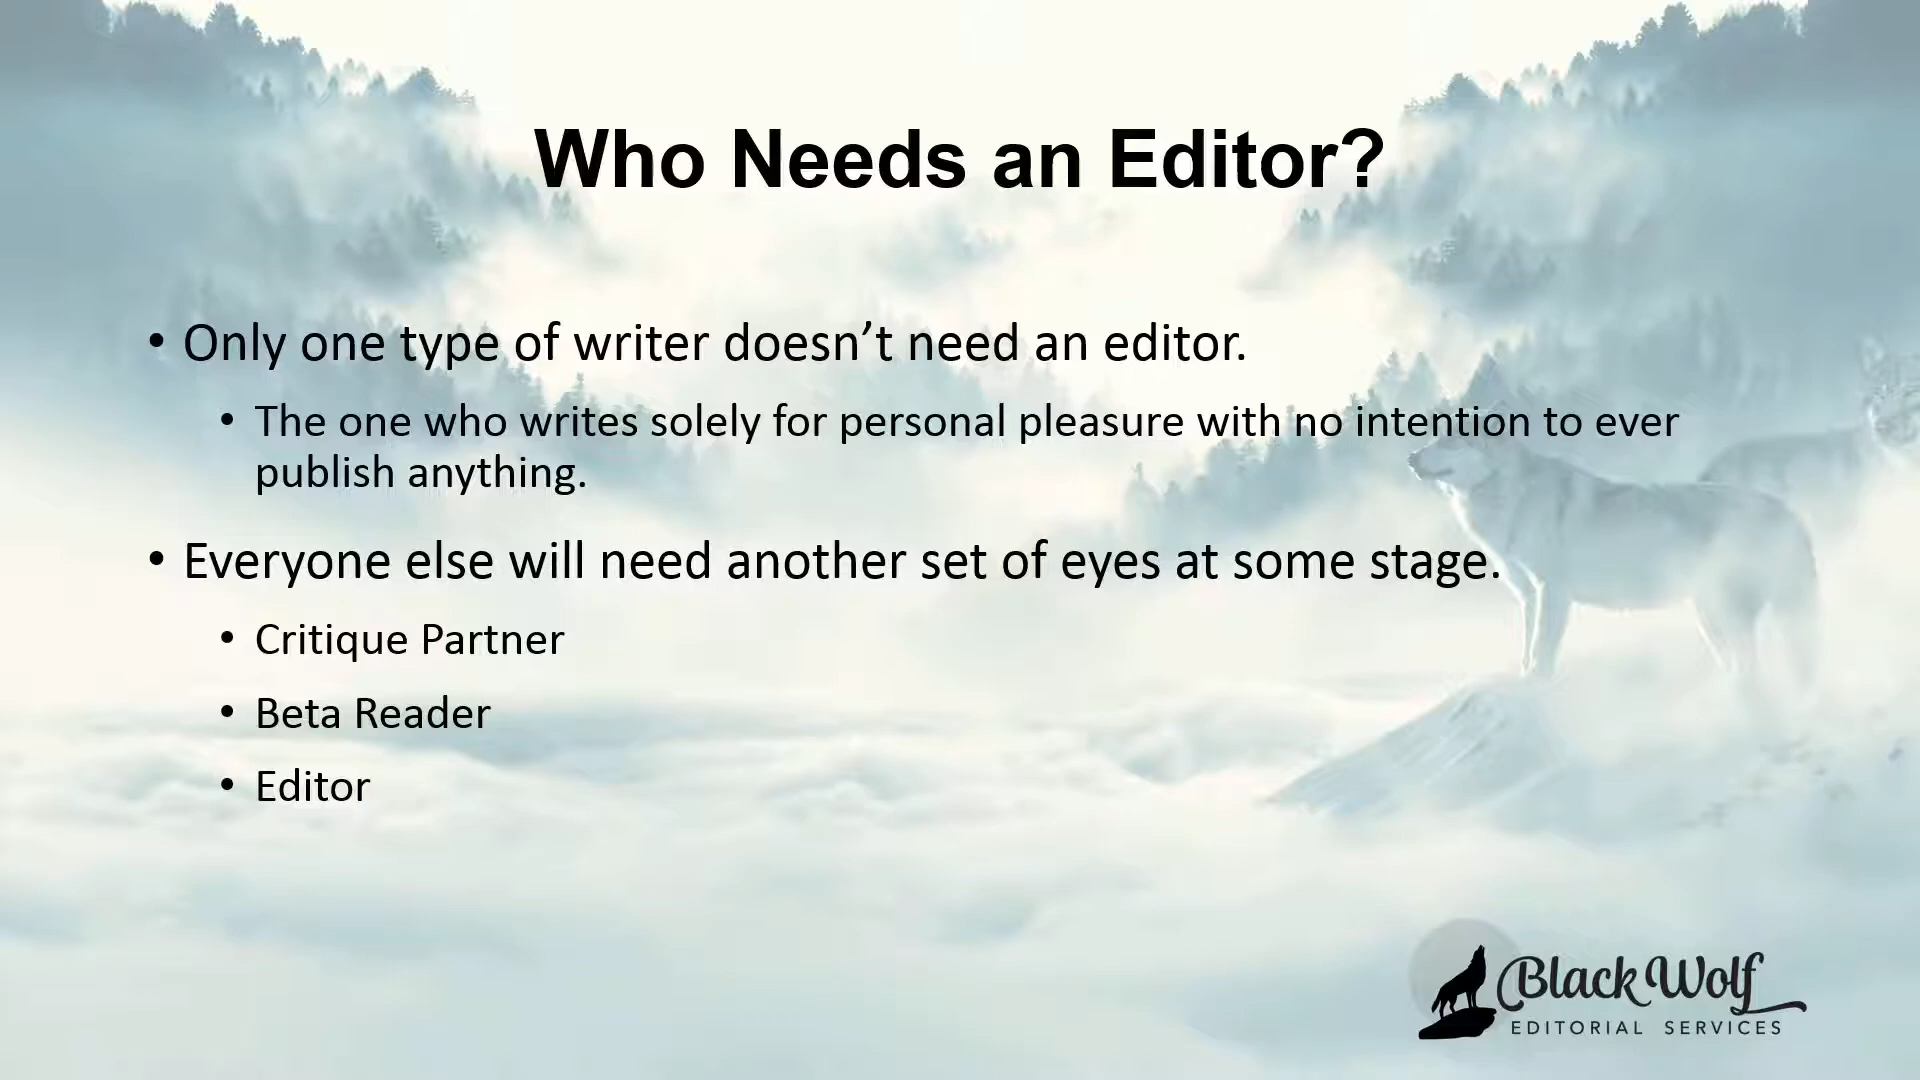 Who Needs an Editor?
• Only one type of writer doesn’t need an editor.
• The one who writes solely for personal pleasure with no intention to ever
publish anything.
• Everyone else will need another set of eyes at some stage.
• Critique Partner
• Beta Reader
• Editor
Black Wolf
EDITORIAL SERVICES